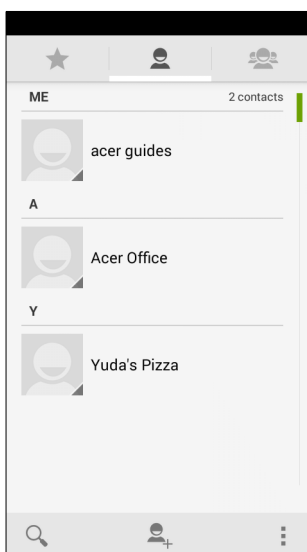 ME 2 contacts
acer guides
A
Acer Office
Y
Yuda's Pizza